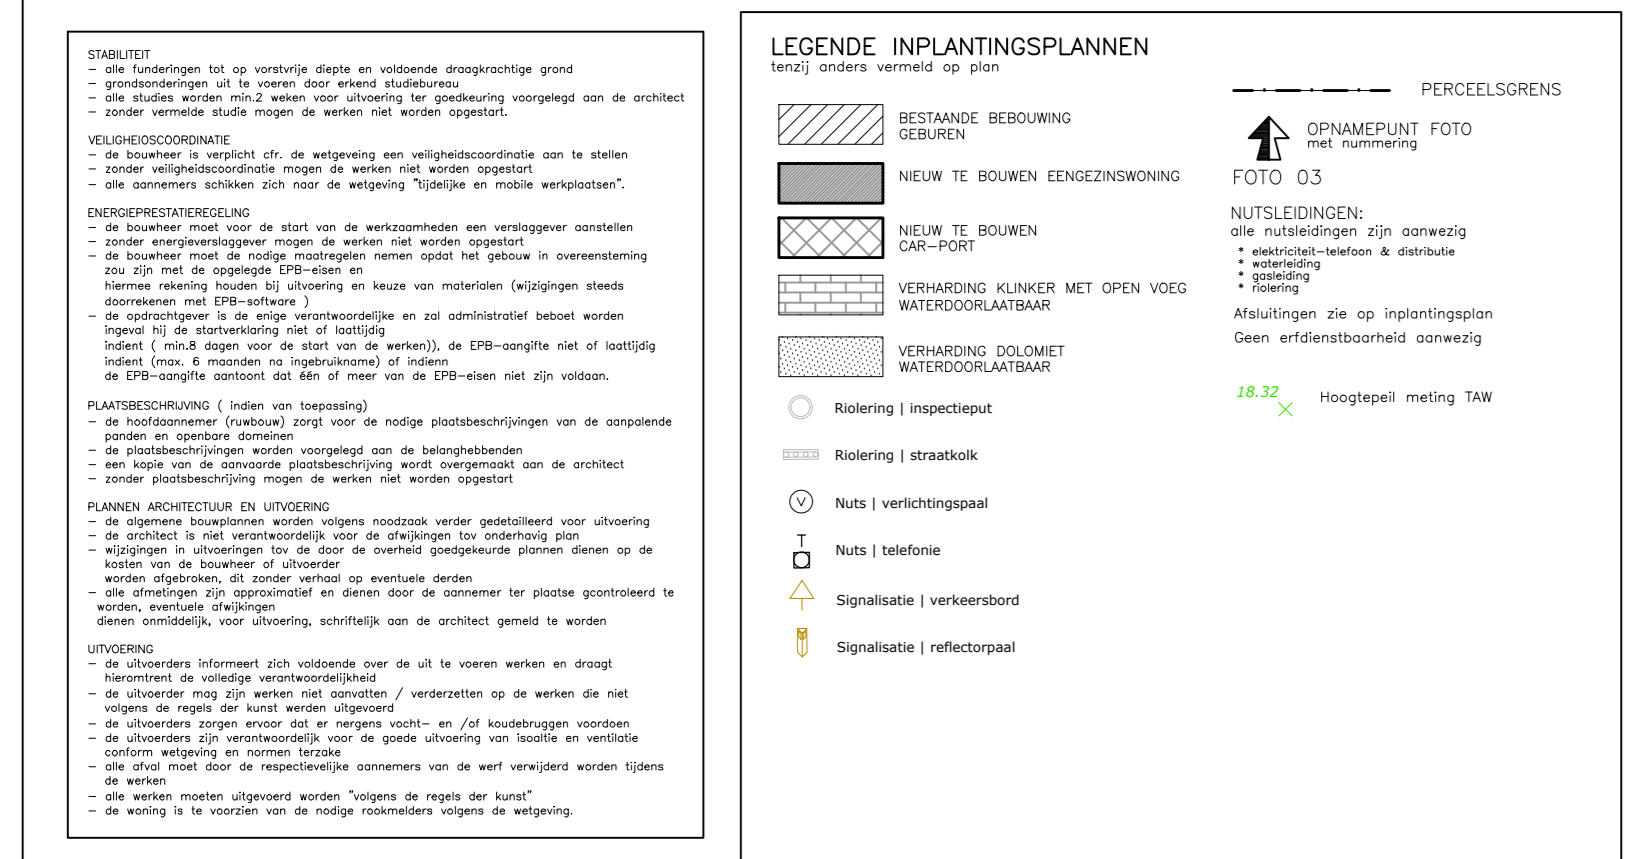 STABILITEIT
– alle funderingen tot op vorstvrije diepte en voldoende draagkrachtige grond
– grondsonderingen uit te voeren door erkend studiebureau
– alle studies worden min.2 weken voor uitvoering ter goedkeuring voorgelegd aan de architect
– zonder vermelde studie mogen de werken niet worden opgestart.
VEILIGHEIOSCOORDINATIE
– de bouwheer is verplicht cfr. de wetgeveing een veiligheidscoordinatie aan te stellen
– zonder veiligheidscoordinatie mogen de werken niet worden opgestart
– alle aannemers schikken zich naar de wetgeving "tijdelijke en mobile werkplaatsen".
ENERGIEPRESTATIEREGELING
– de bouwheer moet voor de start van de werkzaamheden een verslaggever aanstellen
– zonder energieverslaggever mogen de werken niet worden opgestart
– de bouwheer moet de nodige maatregelen nemen opdat het gebouw in overeensteming
zou zijn met de opgelegde EPB–eisen en
hiermee rekening houden bij uitvoering en keuze van materialen (wijzigingen steeds
doorrekenen met EPB–software )
– de opdrachtgever is de enige verantwoordelijke en zal administratief beboet worden
ingeval hij de startverklaring niet of laattijdig
indient ( min.8 dagen voor de start van de werken)), de EPB–aangifte niet of laattijdig
indient (max. 6 maanden na ingebruikname) of indienn
de EPB–aangifte aantoont dat één of meer van de EPB–eisen niet zijn voldaan.
PLAATSBESCHRIJVING ( indien van toepassing)
– de hoofdaannemer (ruwbouw) zorgt voor de nodige plaatsbeschrijvingen van de aanpalende
panden en openbare domeinen
– de plaatsbeschrijvingen worden voorgelegd aan de belanghebbenden
– een kopie van de aanvaarde plaatsbeschrijving wordt overgemaakt aan de architect
– zonder plaatsbeschrijving mogen de werken niet worden opgestart
PLANNEN ARCHITECTUUR EN UITVOERING
– de algemene bouwplannen worden volgens noodzaak verder gedetailleerd voor uitvoering
– de architect is niet verantwoordelijk voor de afwijkingen tov onderhavig plan
– wijzigingen in uitvoeringen tov de door de overheid goedgekeurde plannen dienen op de
kosten van de bouwheer of uitvoerder
worden afgebroken, dit zonder verhaal op eventuele derden
– alle afmetingen zijn approximatief en dienen door de aannemer ter plaatse gcontroleerd te
worden, eventuele afwijkingen
dienen onmiddelijk, voor uitvoering, schriftelijk aan de architect gemeld te worden
UITVOERING
– de uitvoerders informeert zich voldoende over de uit te voeren werken en draagt
hieromtrent de volledige verantwoordelijkheid
– de uitvoerder mag zijn werken niet aanvatten / verderzetten op de werken die niet
volgens de regels der kunst werden uitgevoerd
– de uitvoerders zorgen ervoor dat er nergens vocht– en /of koudebruggen voordoen
– de uitvoerders zijn verantwoordelijk voor de goede uitvoering van isoaltie en ventilatie
conform wetgeving en normen terzake
– alle afval moet door de respectievelijke aannemers van de werf verwijderd worden tijdens
de werken
– alle werken moeten uitgevoerd worden "volgens de regels der kunst"
– de woning is te voorzien van de nodige rookmelders volgens de wetgeving.
LEGENDE INPLANTINGSPLANNEN
tenzij anders vermeld op plan
BESTAANDE BEBOUWING
GEBUREN
NIEUW TE BOUWEN EENGEZINSWONING
NIEUW TE BOUWEN
CAR–PORT
VERHARDING KLINKER MET OPEN VOEG
WATERDOORLAATBAAR
VERHARDING DOLOMIET
WATERDOORLAATBAAR
Riolering | inspectieput
Riolering | straatkolk
V
Nuts | verlichtingspaal
T
Nuts | telefonie
Signalisatie | verkeersbord
Signalisatie | reflectorpaal
PERCEELSGRENS
OPNAMEPUNT FOTO
met nummering
FOTO 03
NUTSLEIDINGEN:
alle nutsleidingen zijn aanwezig
* elektriciteit–telefoon & distributie
* waterleiding
* gasleiding
* riolering
Afsluitingen zie op inplantingsplan
Geen erfdienstbaarheid aanwezig
18.32
Hoogtepeil meting TAW